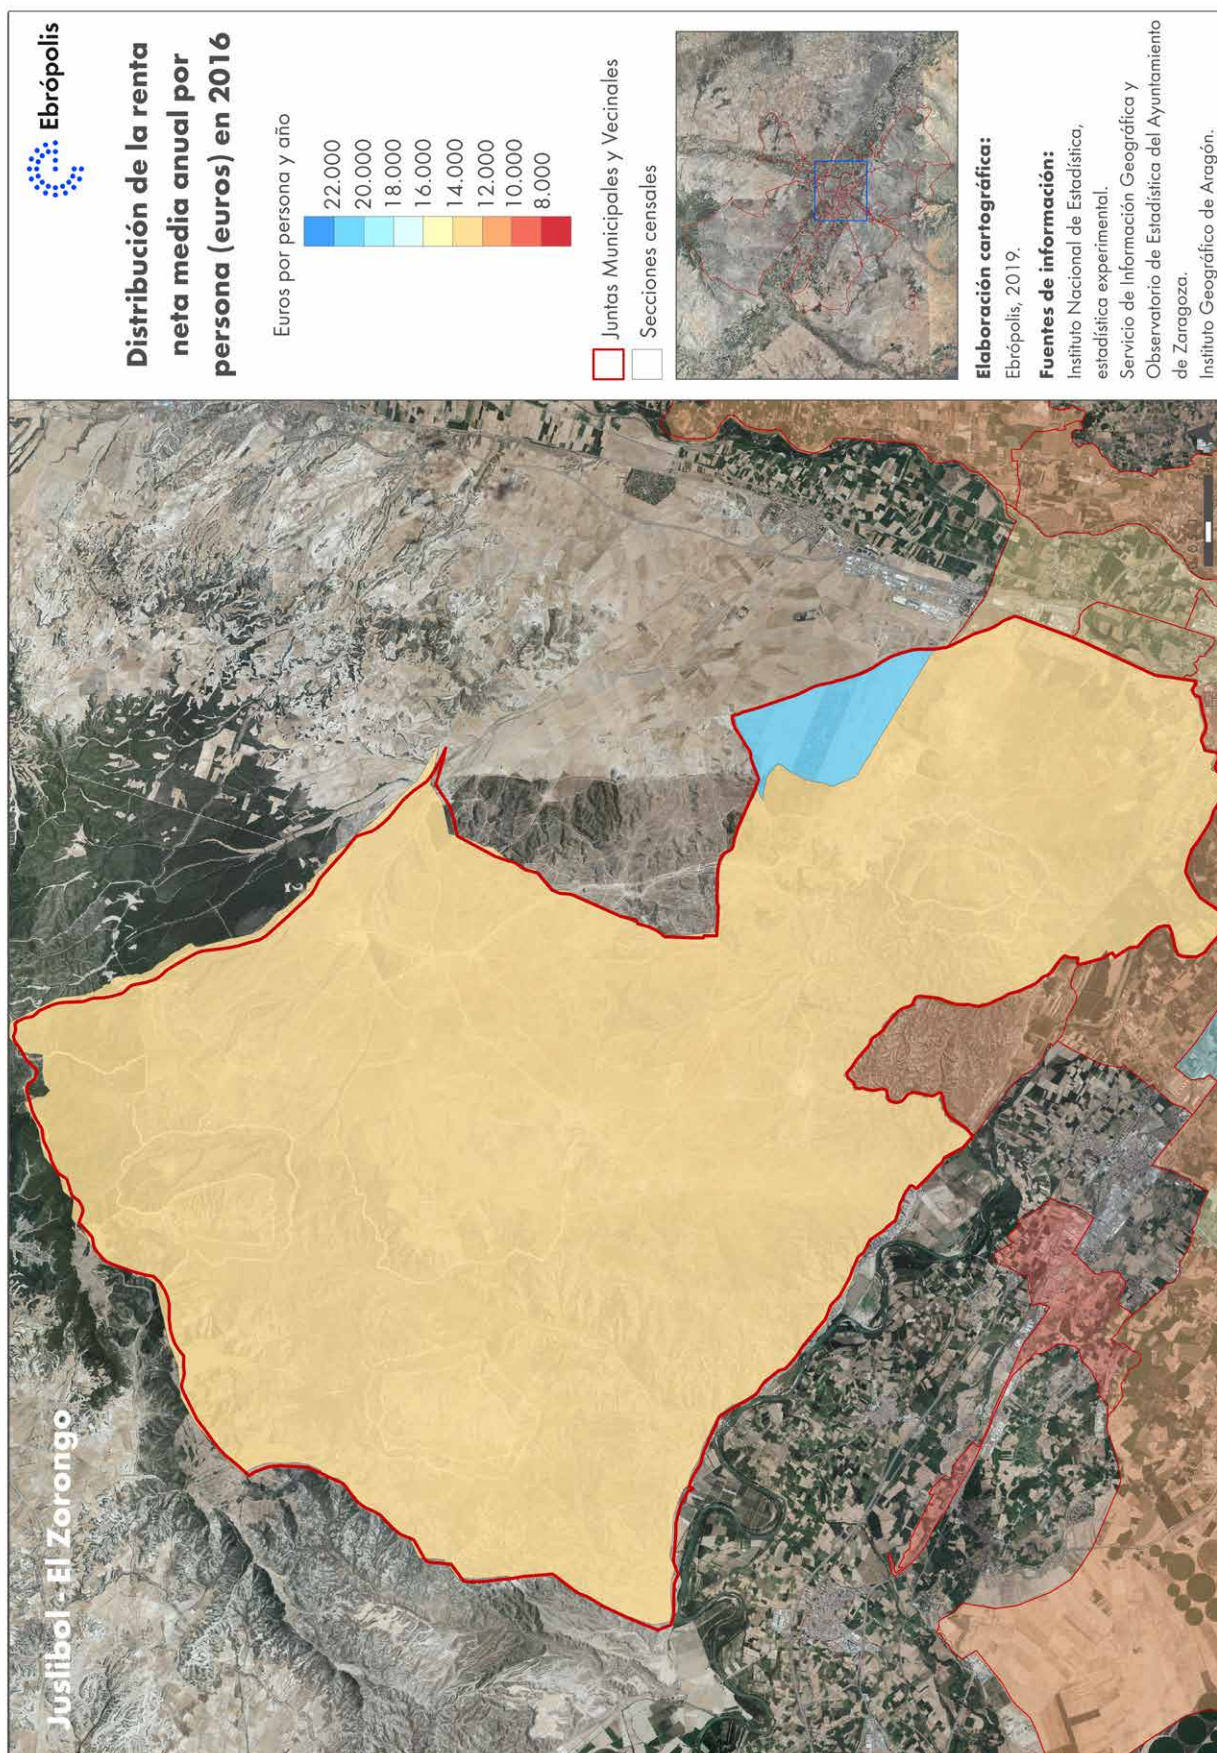 Juslibol - El Zorongo
Ebrópolis
Distribución de la renta
neta media anual por
persona (euros) en 2016
Euros por persona y año
22.000
20.000
18.000
16.000
14.000
12.000
10.000
8.000
Juntas Municipales y Vecinales
Secciones censales
Elaboración cartográfica:
Ebrópolis, 2019.
Fuentes de información:
Instituto Nacional de Estadística,
estadística experimental.
Servicio de Información Geográfica y
Observatorio de Estadística del Ayuntamiento
de Zaragoza.
Instituto Geográfico de Aragón.